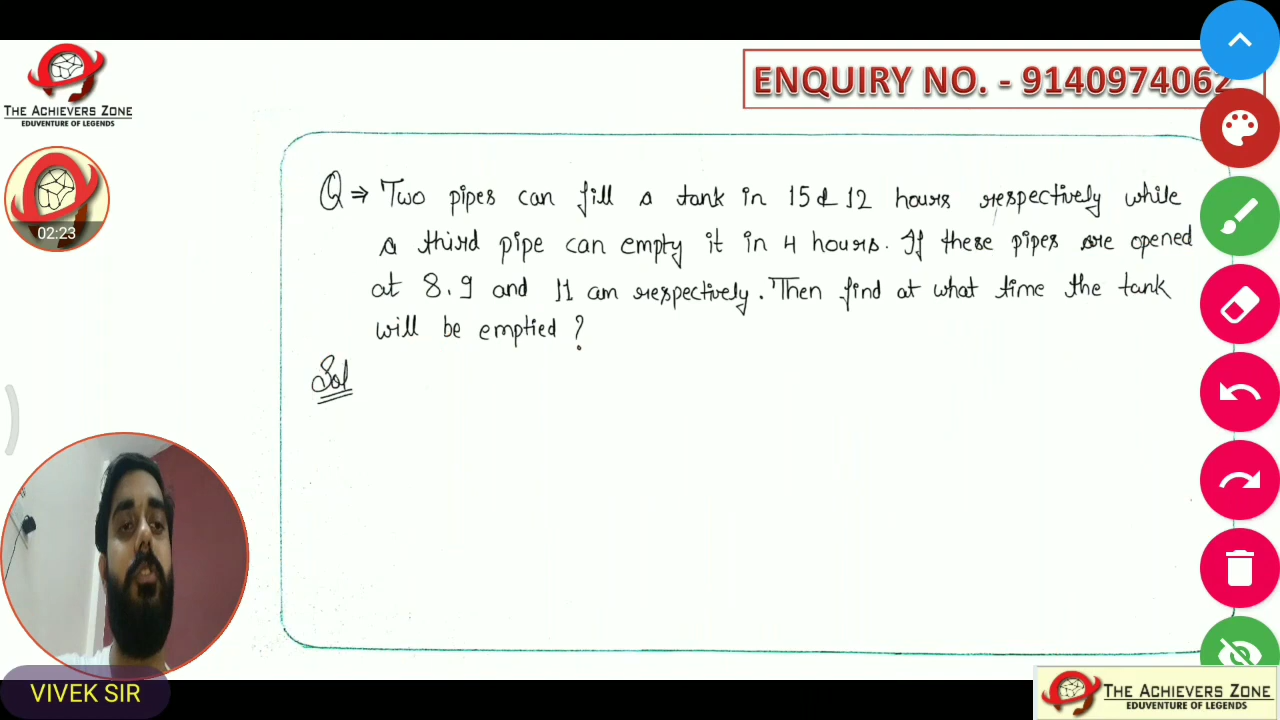 THE ACHIEVERS ZONE
EDUVENTURE OF LEGENDS
ENQUIRY NO. - 9140974062
02:23
Q ⇒ Two pipes can fill a tank in 15 & 12 hours respectively while
a third pipe can empty it in 4 hours. If these pipes are opened
at 8, 9 and 11 am respectively. Then find at what time the tank
will be emptied ?
Sol
VIVEK SIR
THE ACHIEVERS ZONE
EDUVENTURE OF LEGENDS